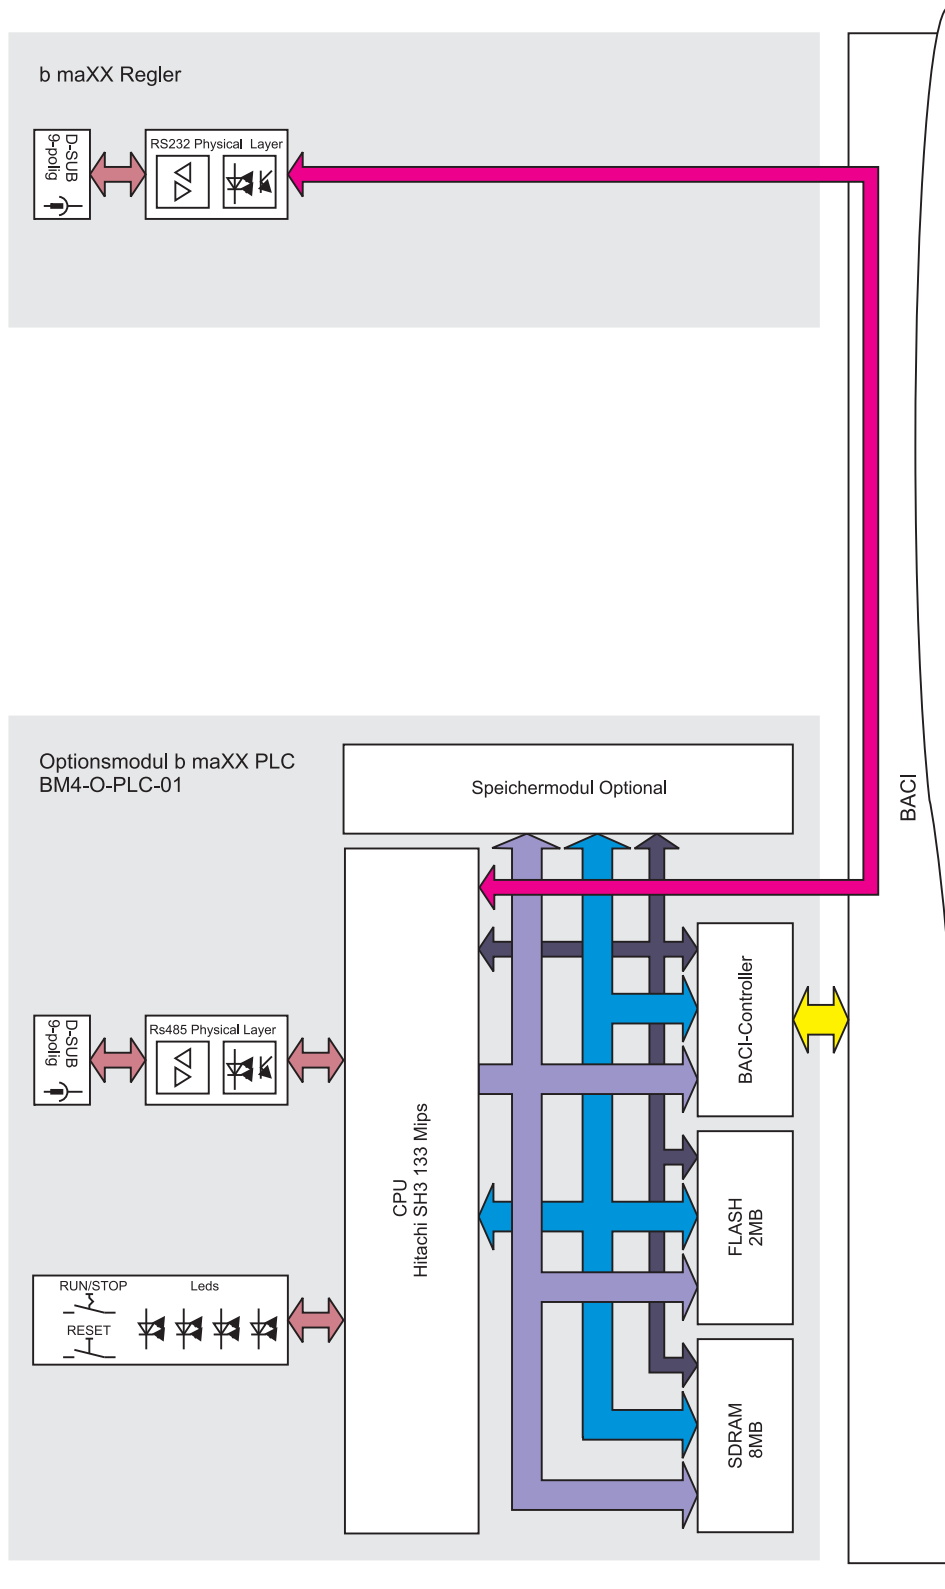 b maXX Regler
D-SUB
9-polig
RS232 Physical Layer
Optionsmodul b maXX PLC
BM4-O-PLC-01
Speichermodul Optional
BACI
D-SUB
9-polig
Rs485 Physical Layer
CPU
Hitachi SH3 133 Mips
BACI-Controller
FLASH
2MB
RUN/STOP
Leds
RESET
SDRAM
8MB